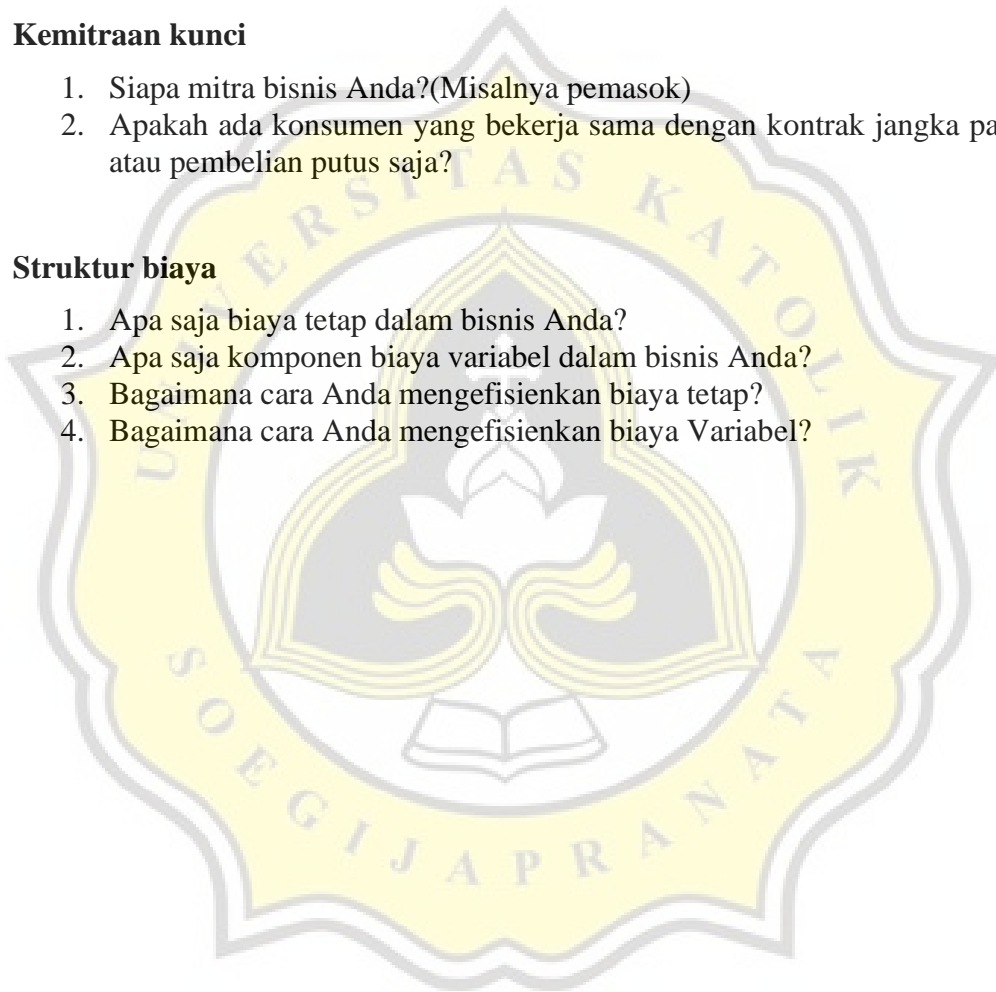 Kemitraan kunci
1. Siapa mitra bisnis Anda?(Misalnya pemasok)
2. Apakah ada konsumen yang bekerja sama dengan kontrak jangka pa
atau pembelian putus saja?
Struktur biaya
1. Apa saja biaya tetap dalam bisnis Anda?
2. Apa saja komponen biaya variabel dalam bisnis Anda?
3. Bagaimana cara Anda mengefisienkan biaya tetap?
4. Bagaimana cara Anda mengefisienkan biaya Variabel?
UNIVERSITAS KATOLIK
SOEGIJAPRANATA